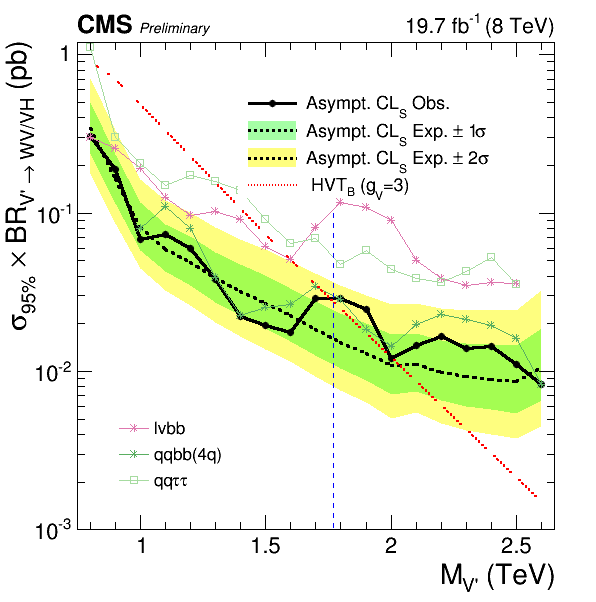 CMS Preliminary 19.7 fb⁻¹ (8 TeV)
σ95% × BRV' → WV/VH (pb)
1
10⁻¹
10⁻²
10⁻³
Asympt. CLS Obs.
Asympt. CLS Exp. ± 1σ
Asympt. CLS Exp. ± 2σ
HVTB (gV=3)
lνbb
qqbb(4q)
qqττ
1 1.5 2 2.5
MV' (TeV)